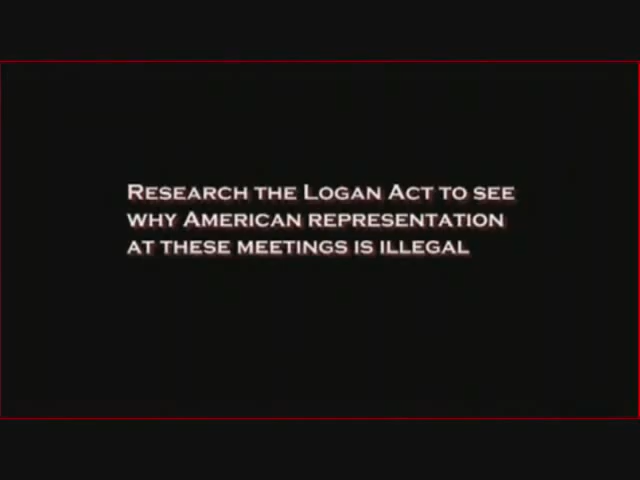 Research the Logan Act to see
why American representation
at these meetings is illegal